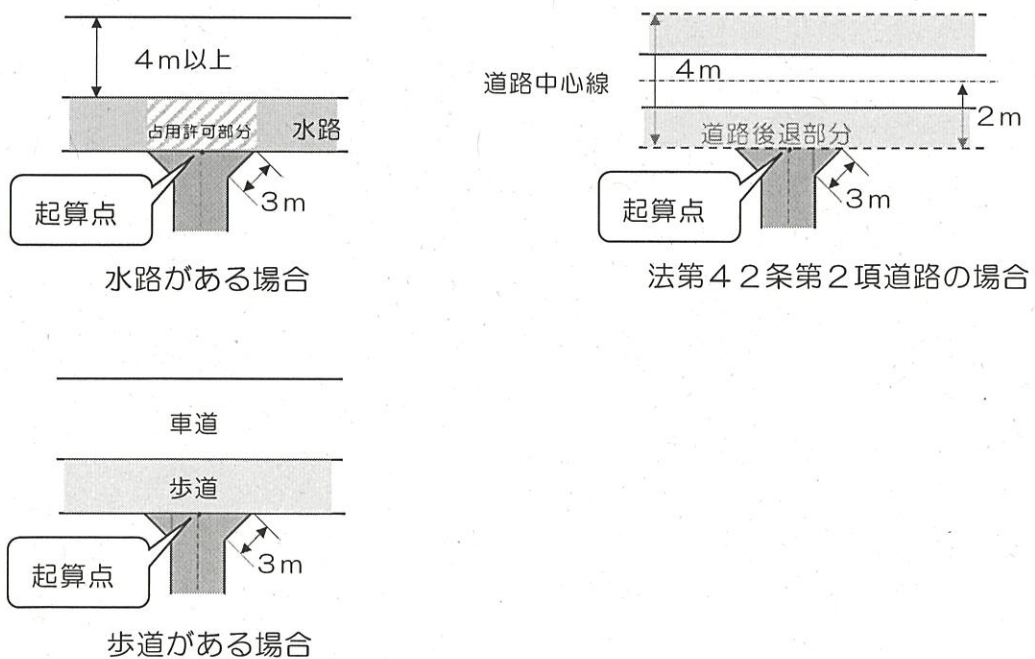 4m以上
占用許可部分
水路
起算点
3m
水路がある場合
道路中心線
4m
2m
道路後退部分
起算点
3m
法第42条第2項道路の場合
車道
歩道
起算点
3m
歩道がある場合